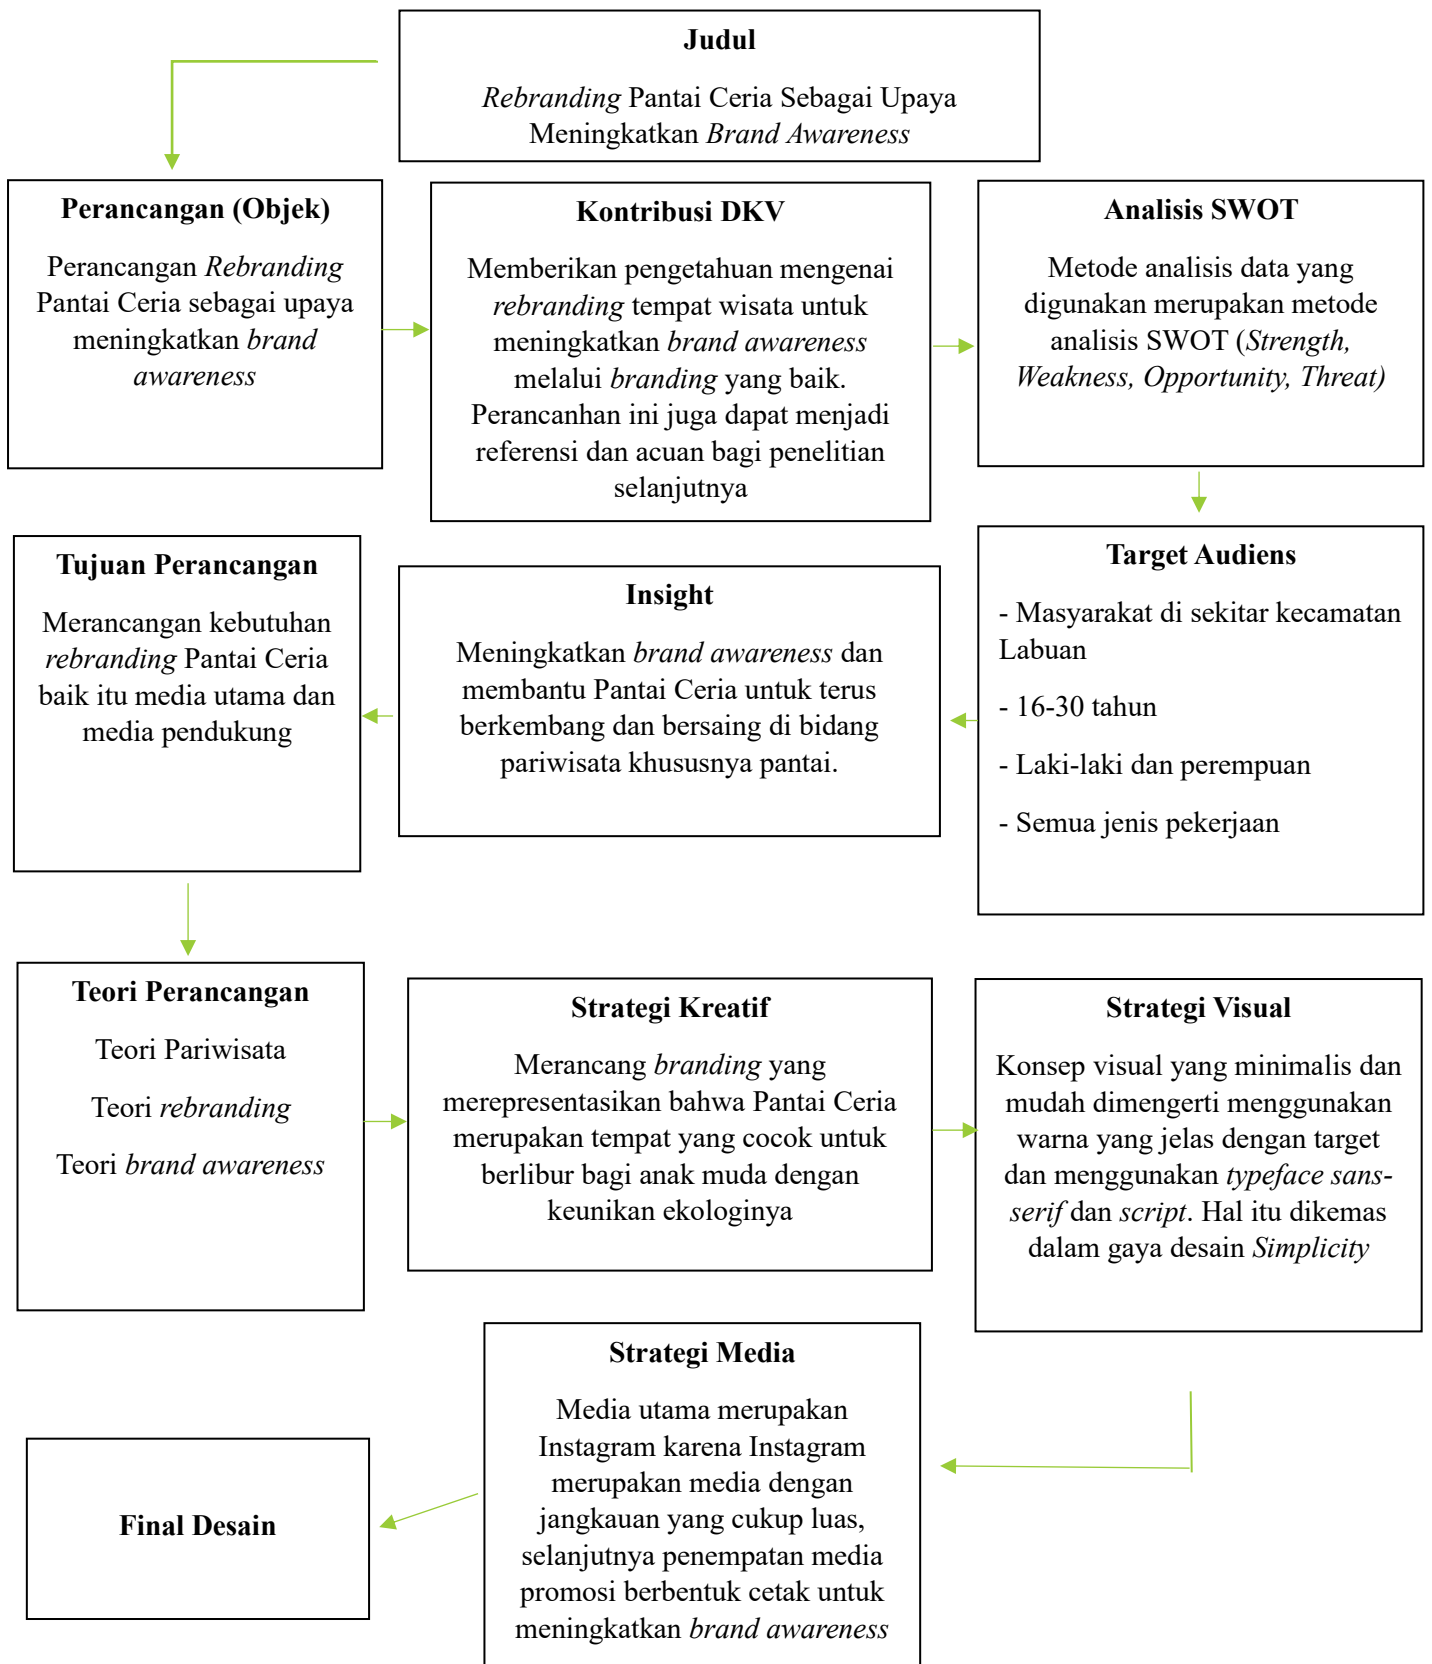 Judul
Rebranding Pantai Ceria Sebagai Upaya
Meningkatkan Brand Awareness
Perancangan (Objek)
Perancangan Rebranding
Pantai Ceria sebagai upaya
meningkatkan brand
awareness
Kontribusi DKV
Memberikan pengetahuan mengenai
rebranding tempat wisata untuk
meningkatkan brand awareness
melalui branding yang baik.
Perancanhan ini juga dapat menjadi
referensi dan acuan bagi penelitian
selanjutnya
Analisis SWOT
Metode analisis data yang
digunakan merupakan metode
analisis SWOT (Strength,
Weakness, Opportunity, Threat)
Target Audiens
- Masyarakat di sekitar kecamatan
Labuan
- 16-30 tahun
- Laki-laki dan perempuan
- Semua jenis pekerjaan
Insight
Meningkatkan brand awareness dan
membantu Pantai Ceria untuk terus
berkembang dan bersaing di bidang
pariwisata khususnya pantai.
Tujuan Perancangan
Merancangan kebutuhan
rebranding Pantai Ceria
baik itu media utama dan
media pendukung
Teori Perancangan
Teori Pariwisata
Teori rebranding
Teori brand awareness
Strategi Kreatif
Merancang branding yang
merepresentasikan bahwa Pantai Ceria
merupakan tempat yang cocok untuk
berlibur bagi anak muda dengan
keunikan ekologinya
Strategi Visual
Konsep visual yang minimalis dan
mudah dimengerti menggunakan
warna yang jelas dengan target
dan menggunakan typeface sans-
serif dan script. Hal itu dikemas
dalam gaya desain Simplicity
Strategi Media
Media utama merupakan
Instagram karena Instagram
merupakan media dengan
jangkauan yang cukup luas,
selanjutnya penempatan media
promosi berbentuk cetak untuk
meningkatkan brand awareness
Final Desain